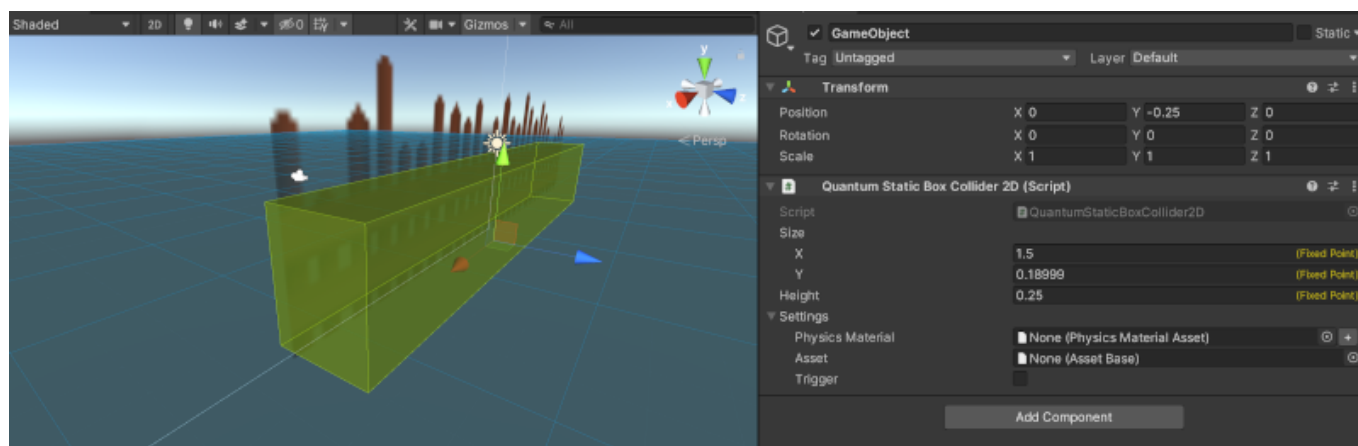 Shaded 2D 0 Gizmos All
y
x z
Persp
GameObject Static
Tag Untagged Layer Default
Transform
Position X 0 Y -0.25 Z 0
Rotation X 0 Y 0 Z 0
Scale X 1 Y 1 Z 1
# Quantum Static Box Collider 2D (Script)
Script QuantumStaticBoxCollider2D
Size
X 1.5 (Fixed Point)
Y 0.18999 (Fixed Point)
Height 0.25 (Fixed Point)
Settings
Physics Material None (Physics Material Asset)
Asset None (Asset Base)
Trigger
Add Component